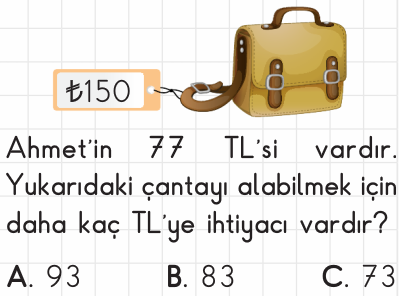 ₺150
Ahmet'in 77 TL'si vardır.
Yukarıdaki çantayı alabilmek için
daha kaç TL'ye ihtiyacı vardır?
A. 93 B. 83 C. 73